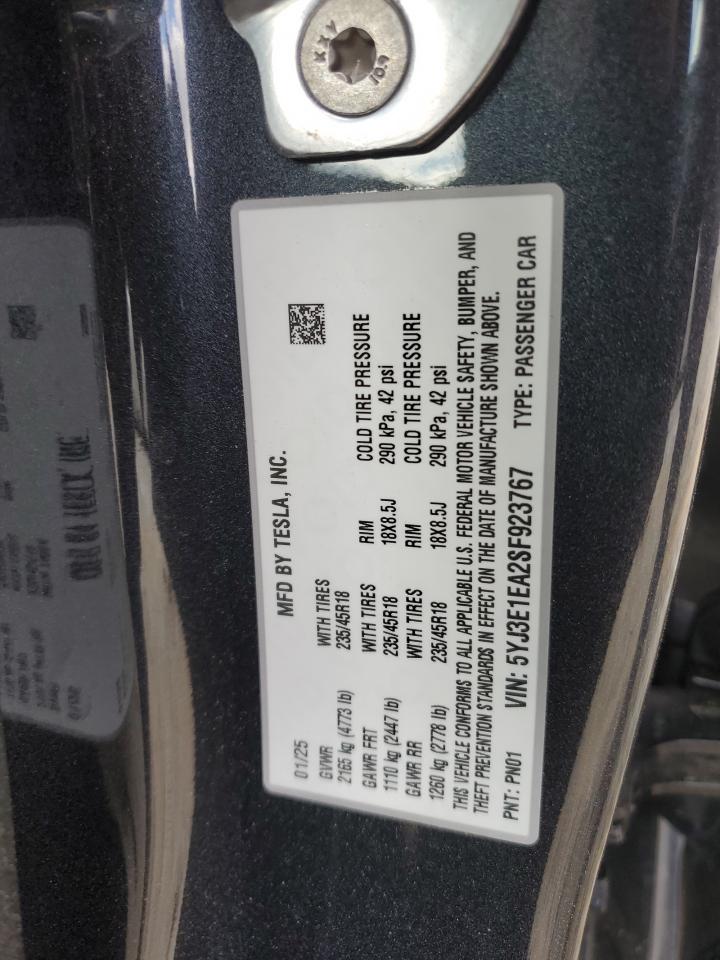 KXY
10.9
MFD BY TESLA, INC.
01/25
GVWR WITH TIRES
2165 kg (4773 lb) 235/45R18
GAWR FRT WITH TIRES RIM COLD TIRE PRESSURE
1110 kg (2447 lb) 235/45R18 18X8.5J 290 kPa, 42 psi
GAWR RR WITH TIRES RIM COLD TIRE PRESSURE
1260 kg (2778 lb) 235/45R18 18X8.5J 290 kPa, 42 psi
THIS VEHICLE CONFORMS TO ALL APPLICABLE U.S. FEDERAL MOTOR VEHICLE SAFETY, BUMPER, AND
THEFT PREVENTION STANDARDS IN EFFECT ON THE DATE OF MANUFACTURE SHOWN ABOVE.
PNT: PN01 VIN: 5YJ3E1EA2SF923767 TYPE: PASSENGER CAR